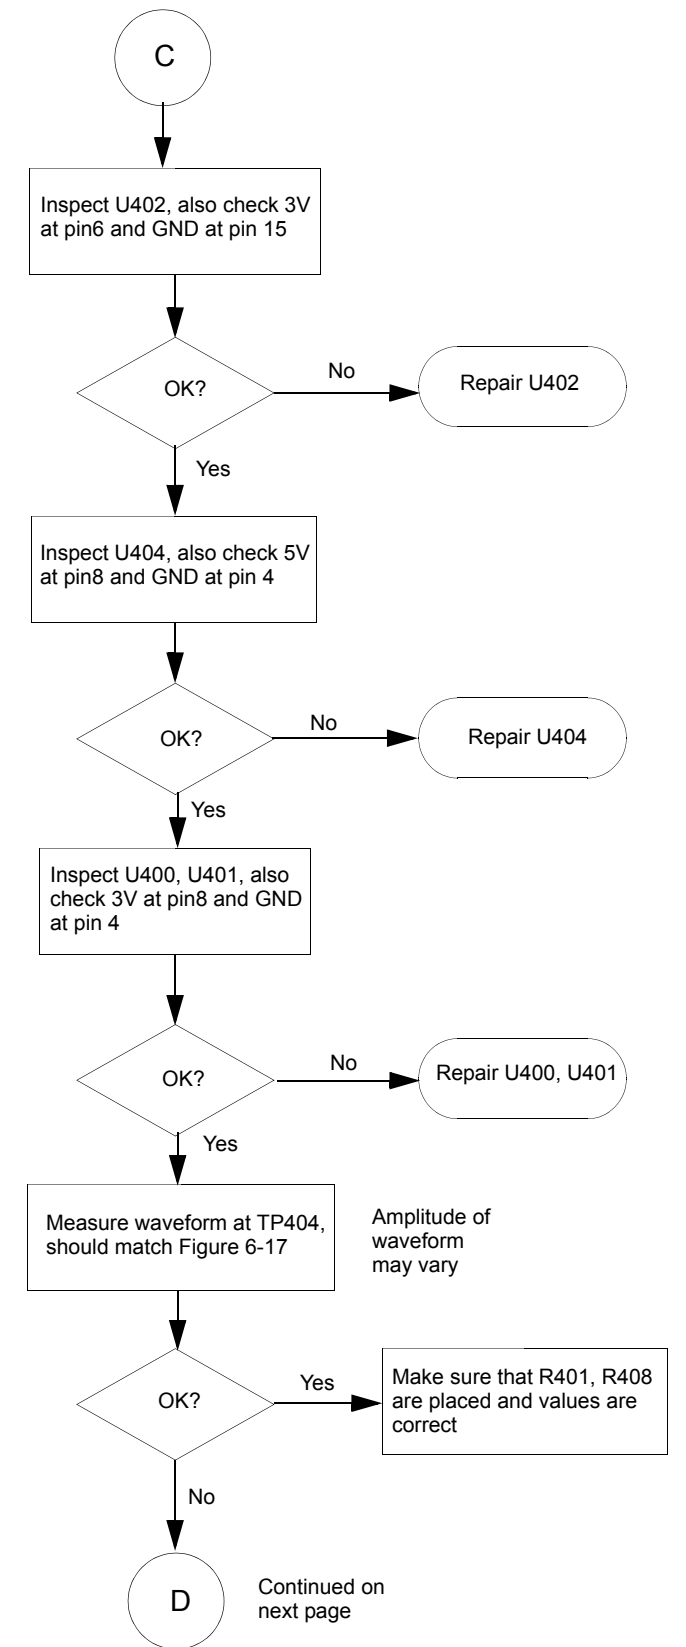 C
Inspect U402, also check 3V
at pin6 and GND at pin 15
OK?
No
Repair U402
Yes
Inspect U404, also check 5V
at pin8 and GND at pin 4
OK?
No
Repair U404
Yes
Inspect U400, U401, also
check 3V at pin8 and GND
at pin 4
OK?
No
Repair U400, U401
Yes
Measure waveform at TP404,
should match Figure 6-17
Amplitude of
waveform
may vary
OK?
Yes
Make sure that R401, R408
are placed and values are
correct
No
D
Continued on
next page